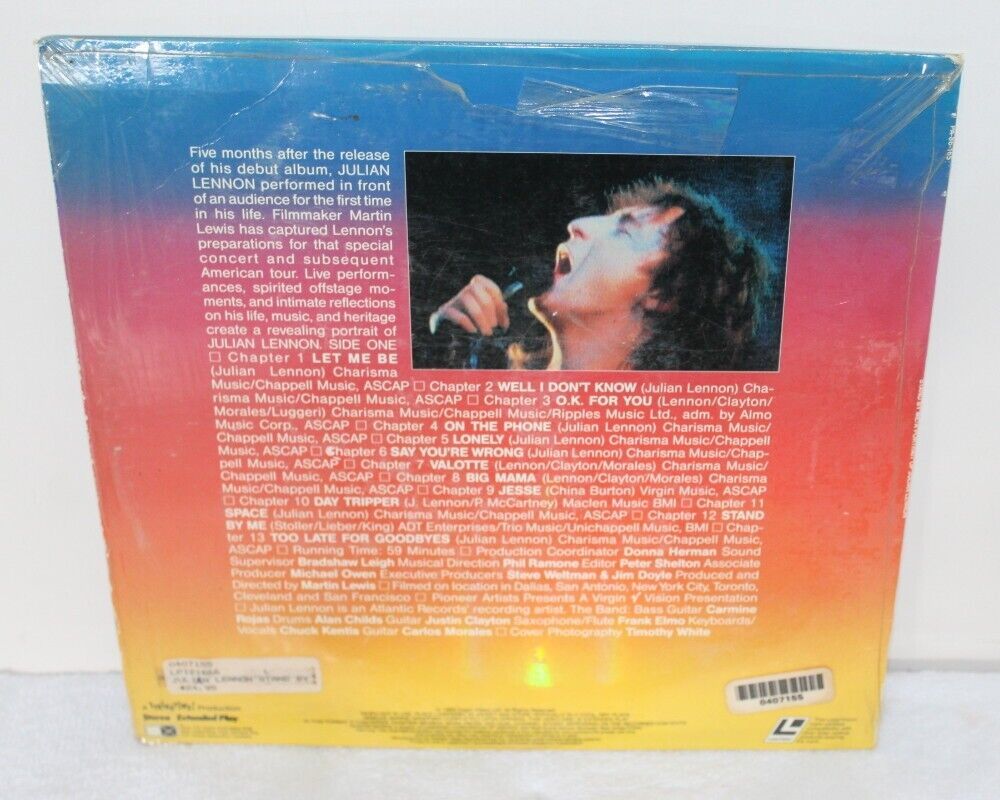 Five months after the release
of his debut album, JULIAN
LENNON performed in front
of an audience for the first time
in his life. Filmmaker Martin
Lewis has captured Lennon's
preparations for that special
concert and subsequent
American tour. Live perform-
ances, spirited offstage mo-
ments, and intimate reflections
on his life, music, and heritage
create a revealing portrait of
JULIAN LENNON. SIDE ONE
□ Chapter 1 LET ME BE
(Julian Lennon) Charisma
Music/Chappell Music, ASCAP □ Chapter 2 WELL I DON'T KNOW (Julian Lennon) Cha-
risma Music/Chappell Music, ASCAP □ Chapter 3 O.K. FOR YOU (Lennon/Clayton/
Morales/Luggeri) Charisma Music/Chappell Music/Ripples Music Ltd., adm. by Almo
Music Corp., ASCAP □ Chapter 4 ON THE PHONE (Julian Lennon) Charisma Music/
Chappell Music, ASCAP □ Chapter 5 LONELY (Julian Lennon) Charisma Music/Chappell
Music, ASCAP □ Chapter 6 SAY YOU'RE WRONG (Julian Lennon) Charisma Music/Chap-
pell Music, ASCAP □ Chapter 7 VALOTTE (Lennon/Clayton/Morales) Charisma Music/
Chappell Music, ASCAP □ Chapter 8 BIG MAMA (Lennon/Clayton/Morales) Charisma
Music/Chappell Music, ASCAP □ Chapter 9 JESSE (China Burton) Virgin Music, ASCAP
□ Chapter 10 DAY TRIPPER (J. Lennon/P. McCartney) Maclen Music BMI □ Chapter 11
SPACE (Julian Lennon) Charisma Music/Chappell Music, ASCAP □ Chapter 12 STAND
BY ME (Stoller/Lieber/King) ADT Enterprises/Trio Music/Unichappell Music, BMI □ Chap-
ter 13 TOO LATE FOR GOODBYES (Julian Lennon) Charisma Music/Chappell Music,
ASCAP □ Running Time: 59 Minutes □ Production Coordinator Donna Herman Sound
Supervisor Bradshaw Leigh Musical Direction Phil Ramone Editor Peter Shelton Associate
Producer Michael Owen Executive Producers Steve Weltman & Jim Doyle Produced and
Directed by Martin Lewis □ Filmed on location in Dallas, San Antonio, New York City, Toronto,
Cleveland and San Francisco □ Pioneer Artists Presents A Virgin Vision Presentation
□ Julian Lennon is an Atlantic Records' recording artist. The Band: Bass Guitar Carmine
Rojas Drums Alan Childs Guitar Justin Clayton Saxophone/Flute Frank Elmo Keyboards/
Vocals Chuck Kentis Guitar Carlos Morales □ Cover Photography Timothy White
0407155
JULIAN LENNON STAND BY
$24.95
A Production
Stereo Extended Play
0407155